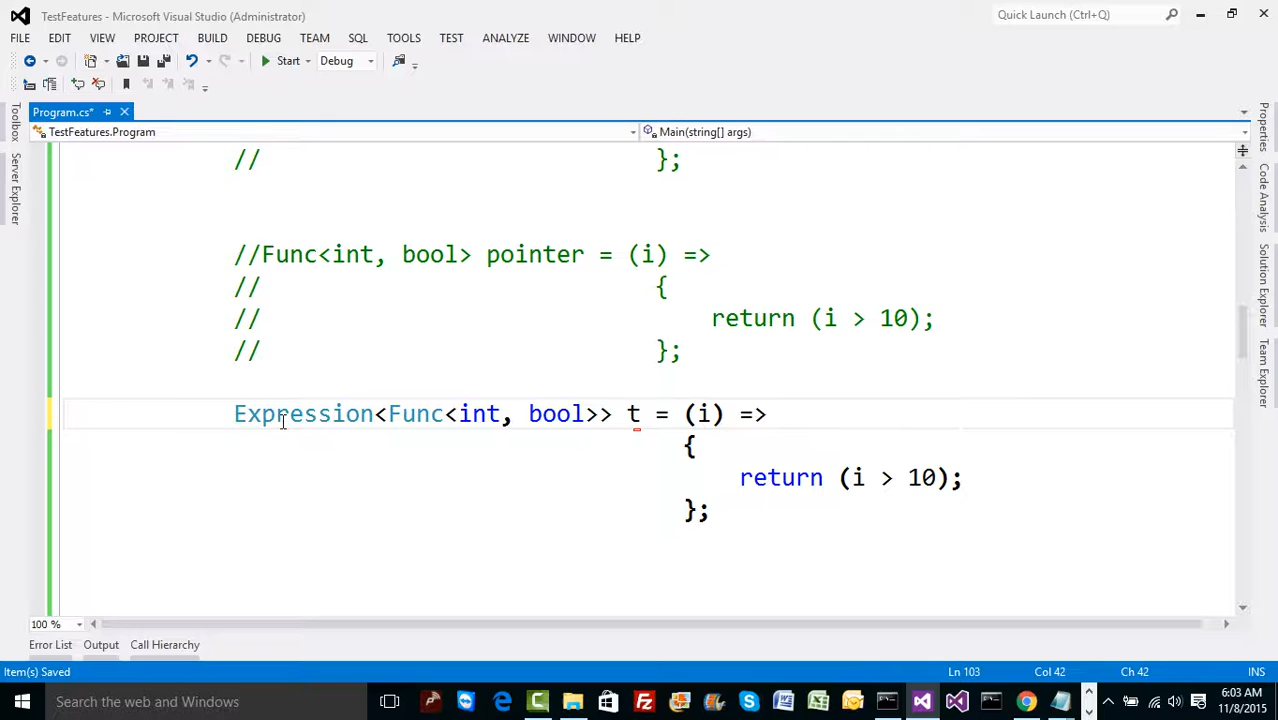 TestFeatures - Microsoft Visual Studio (Administrator)
Quick Launch (Ctrl+Q)
FILE EDIT VIEW PROJECT BUILD DEBUG TEAM SQL TOOLS TEST ANALYZE WINDOW HELP
Start Debug
Program.cs*
TestFeatures.Program Main(string[] args)
Toolbox
Server Explorer
// };
//Func<int, bool> pointer = (i) =>
// {
// return (i > 10);
// };
Expression<Func<int, bool>> t = (i) =>
{
return (i > 10);
};
Properties
Code Analysis
Solution Explorer
Team Explorer
100 %
Error List Output Call Hierarchy
Item(s) Saved Ln 103 Col 42 Ch 42 INS
Search the web and Windows
6:03 AM
11/8/2015